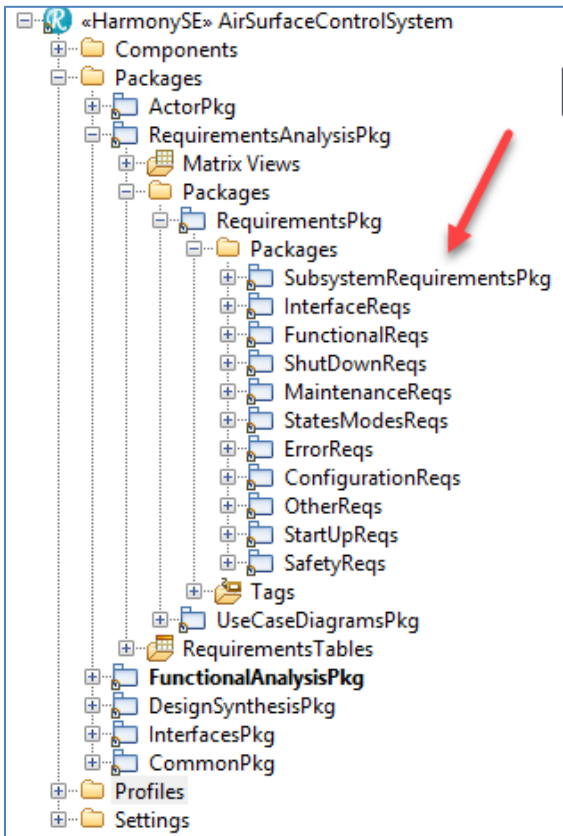 «HarmonySE» AirSurfaceControlSystem
Components
Packages
ActorPkg
RequirementsAnalysisPkg
Matrix Views
Packages
RequirementsPkg
Packages
SubsystemRequirementsPkg
InterfaceReqs
FunctionalReqs
ShutDownReqs
MaintenanceReqs
StatesModesReqs
ErrorReqs
ConfigurationReqs
OtherReqs
StartUpReqs
SafetyReqs
Tags
UseCaseDiagramsPkg
RequirementsTables
FunctionalAnalysisPkg
DesignSynthesisPkg
InterfacesPkg
CommonPkg
Profiles
Settings